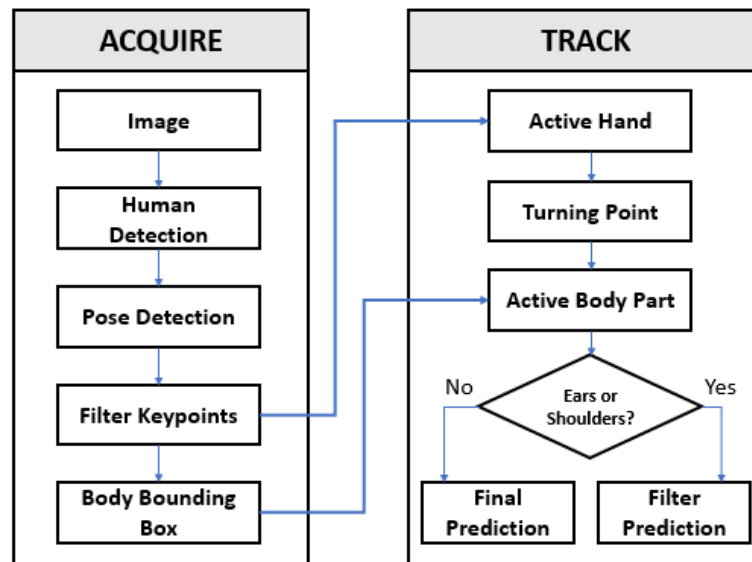 ACQUIRE
Image
Human
Detection
Pose Detection
Filter Keypoints
Body Bounding
Box
TRACK
Active Hand
Turning Point
Active Body Part
Ears or
Shoulders?
No
Yes
Final
Prediction
Filter
Prediction